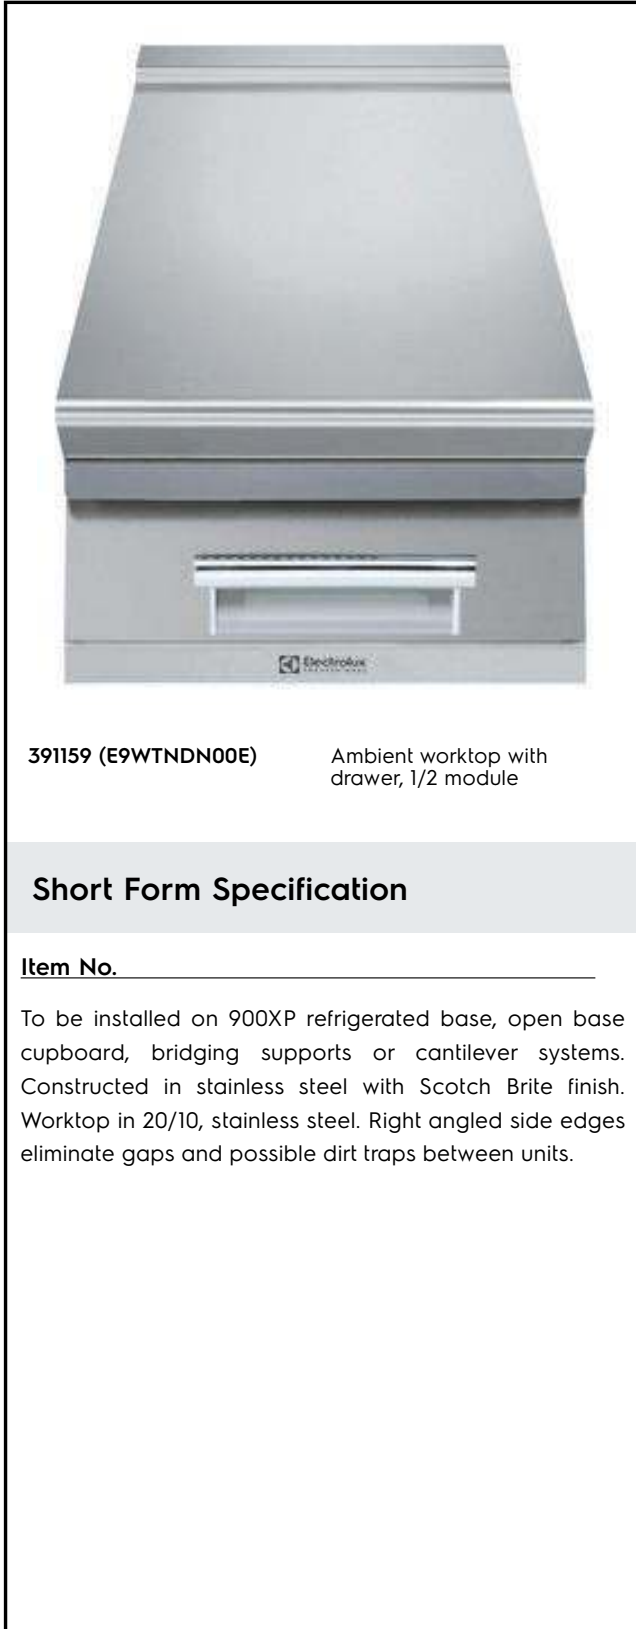 Electrolux
391159 (E9WTNDN00E)
Ambient worktop with
drawer, 1/2 module
Short Form Specification
Item No.
To be installed on 900XP refrigerated base, open base
cupboard, bridging supports or cantilever systems.
Constructed in stainless steel with Scotch Brite finish.
Worktop in 20/10, stainless steel. Right angled side edges
eliminate gaps and possible dirt traps between units.